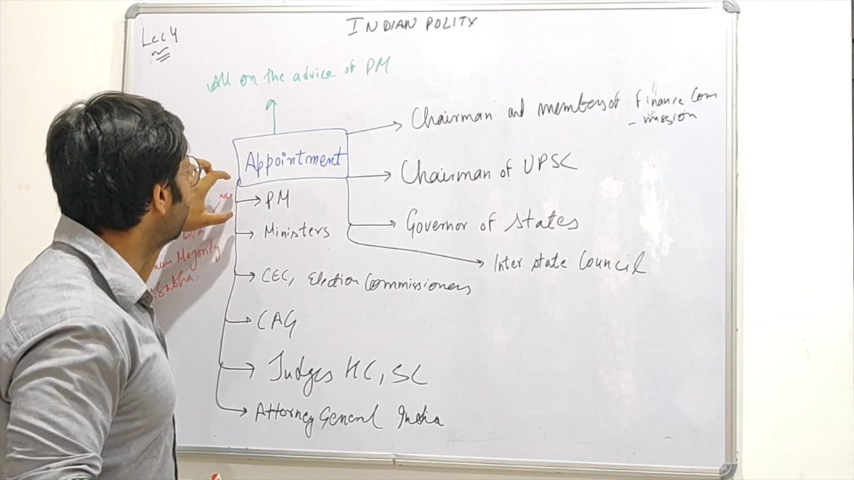 Lec 4
INDIAN POLITY
All on the advice of PM
Appointment
PM
Ministers
CEC, Election Commissioners
CAG
Judges HC, SC
Attorney General India
Chairman and members of Finance Com
-mission
Chairman of UPSC
Governor of States
Inter state Council
Majority